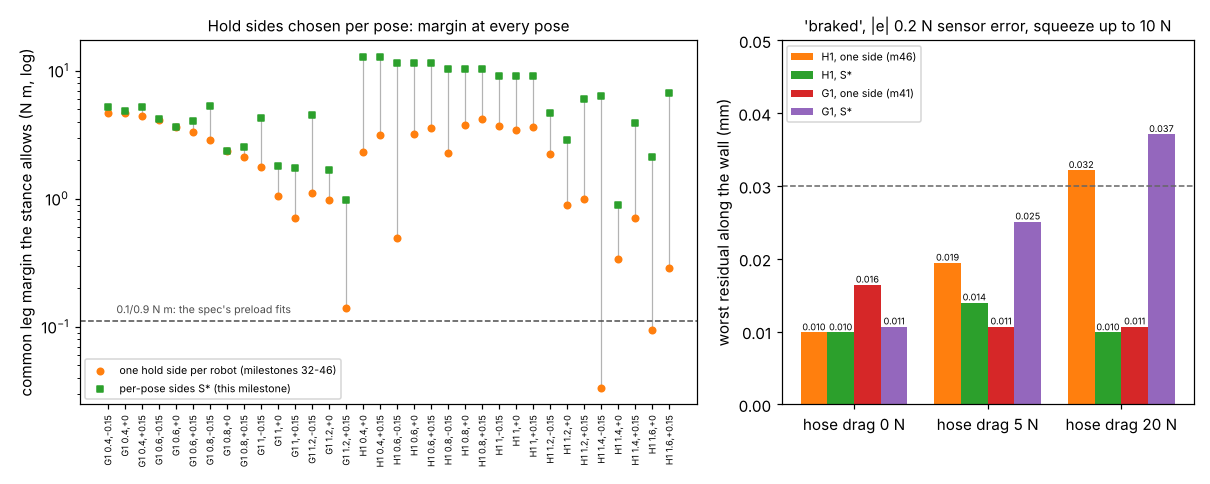 Hold sides chosen per pose: margin at every pose
common leg margin the stance allows (N m, log)
10¹
10⁰
10⁻¹
0.1/0.9 N m: the spec's preload fits
one hold side per robot (milestones 32-46)
per-pose sides S* (this milestone)
G1 0.4,-0.15
G1 0.4,+0
G1 0.4,+0.15
G1 0.6,-0.15
G1 0.6,+0
G1 0.6,+0.15
G1 0.8,-0.15
G1 0.8,+0
G1 0.8,+0.15
G1 1,-0.15
G1 1,+0
G1 1,+0.15
G1 1.2,-0.15
G1 1.2,+0
G1 1.2,+0.15
H1 0.4,+0
H1 0.4,+0.15
H1 0.6,-0.15
H1 0.6,+0
H1 0.6,+0.15
H1 0.8,-0.15
H1 0.8,+0
H1 0.8,+0.15
H1 1,-0.15
H1 1,+0
H1 1,+0.15
H1 1.2,-0.15
H1 1.2,+0
H1 1.2,+0.15
H1 1.4,-0.15
H1 1.4,+0
H1 1.4,+0.15
H1 1.6,+0
H1 1.6,+0.15
'braked', |e| 0.2 N sensor error, squeeze up to 10 N
worst residual along the wall (mm)
0.05
0.04
0.03
0.02
0.01
0.00
H1, one side (m46)
H1, S*
G1, one side (m41)
G1, S*
0.010
0.010
0.016
0.011
0.019
0.014
0.011
0.025
0.032
0.010
0.011
0.037
hose drag 0 N
hose drag 5 N
hose drag 20 N